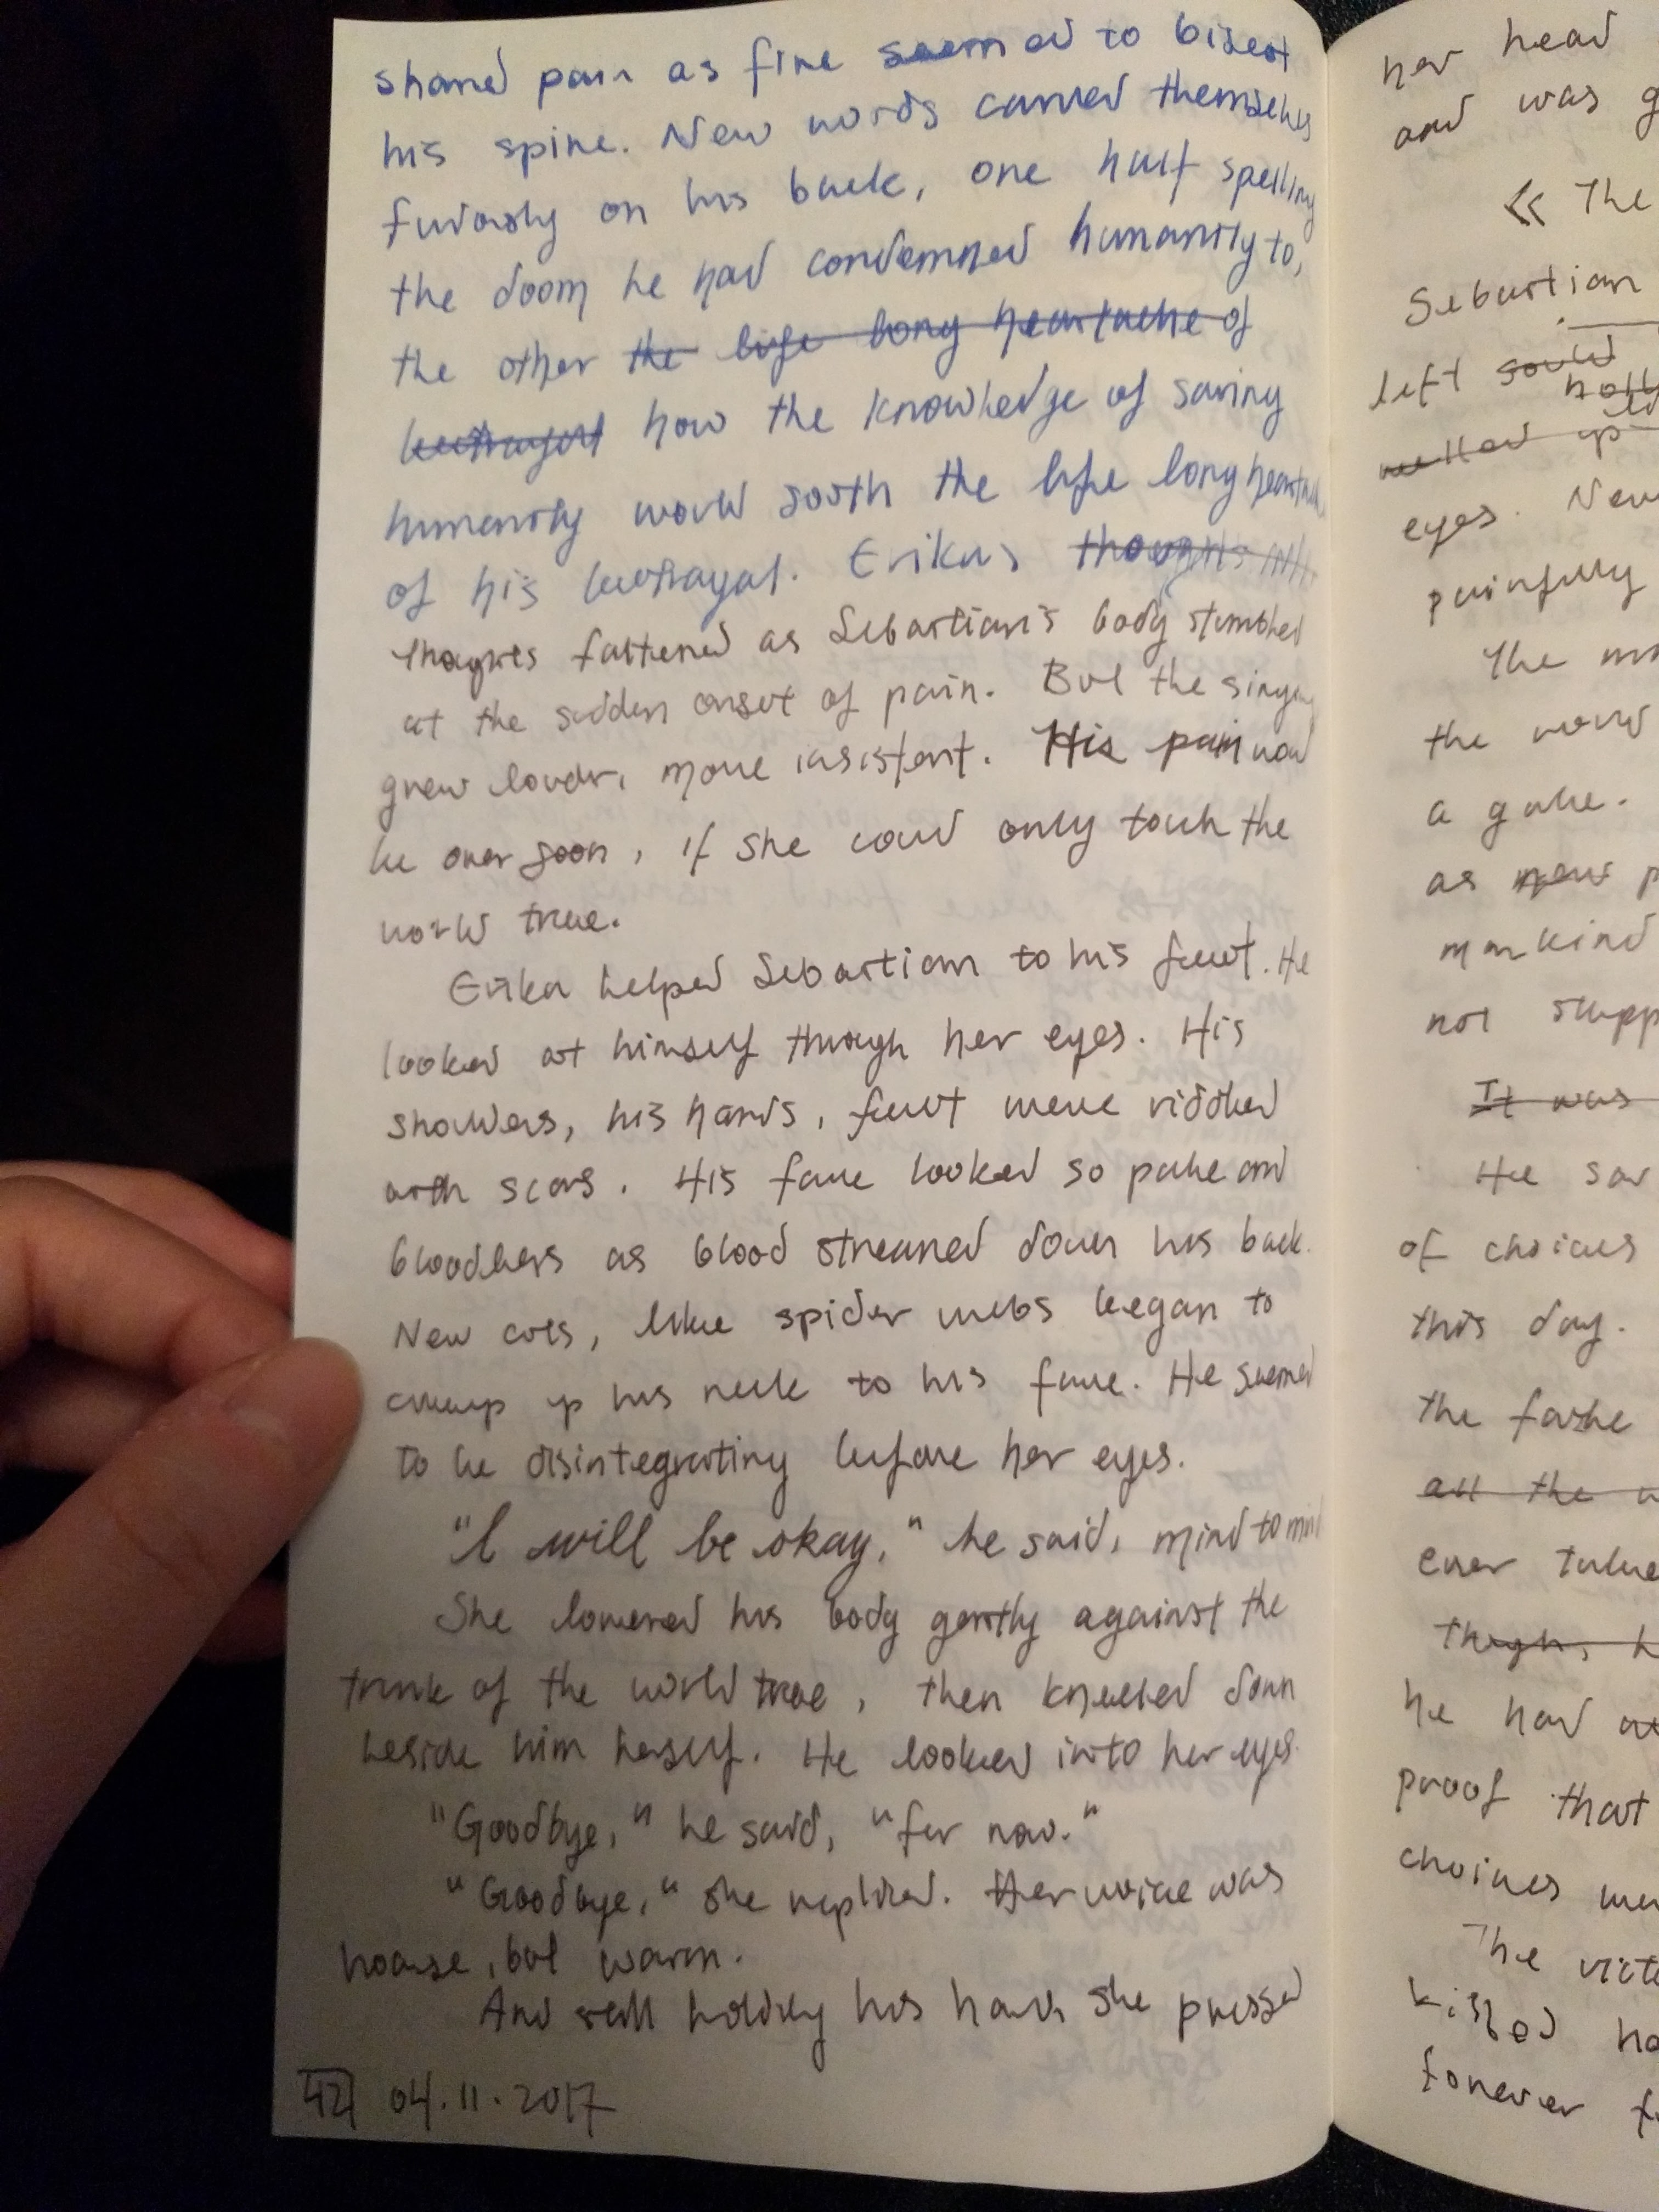 shared pain as fire seemed to bisect
his spine. New words carved themselves
furiously on his back, one half spelling
the doom he had condemned humanity to,
the other the life long heartache of
betrayal how the knowledge of saving
humanity would sooth the life long heartache
of his betrayal. Erika's thoughts
thoughts faltered as Sebastian's body stumbled
at the sudden onset of pain. But the singing
grew louder, more insistent. His pain would
be over soon, if she could only touch the
world tree.
Erika helped Sebastian to his feet. He
looked at himself through her eyes. His
shoulders, his hands, feet were riddled
with scars. His face looked so pale and
bloodless as blood streamed down his back.
New cuts, like spider webs began to
creep up his neck to his face. He seemed
to be disintegrating before her eyes.
"I will be okay," he said, mind to mind
She lowered his body gently against the
trunk of the world tree, then kneeled down
beside him herself. He looked into her eyes.
"Goodbye," he said, "for now."
"Goodbye," she replied. Her voice was
hoarse, but warm.
And still holding his hand, she pressed
42 04.11.2017
her head
and was g
« The
Sebastian
left could
up
eyes. New
painfully
The
the world
a gale.
as new p
mankind
not supp
It was
He sa
of choices
this day.
the
all the w
ever take
he had
proof that
choices we
The vict
kissed he
forever f